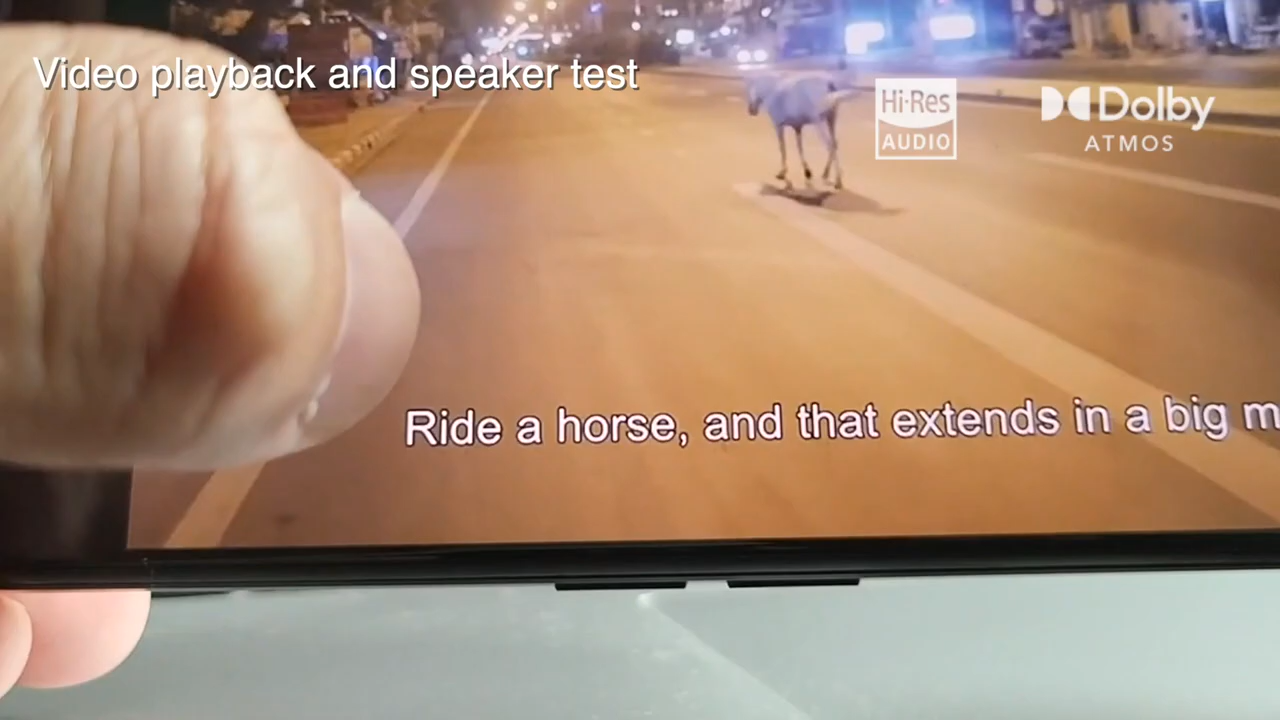 Video playback and speaker test
Hi-Res
AUDIO
Dolby
ATMOS
Ride a horse, and that extends in a big m